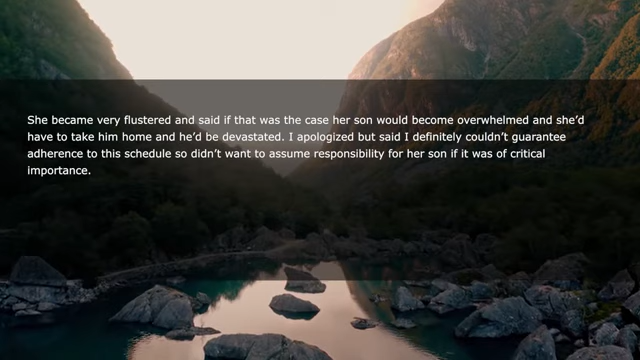 She became very flustered and said if that was the case her son would become overwhelmed and she’d
have to take him home and he’d be devastated. I apologized but said I definitely couldn’t guarantee
adherence to this schedule so didn’t want to assume responsibility for her son if it was of critical
importance.